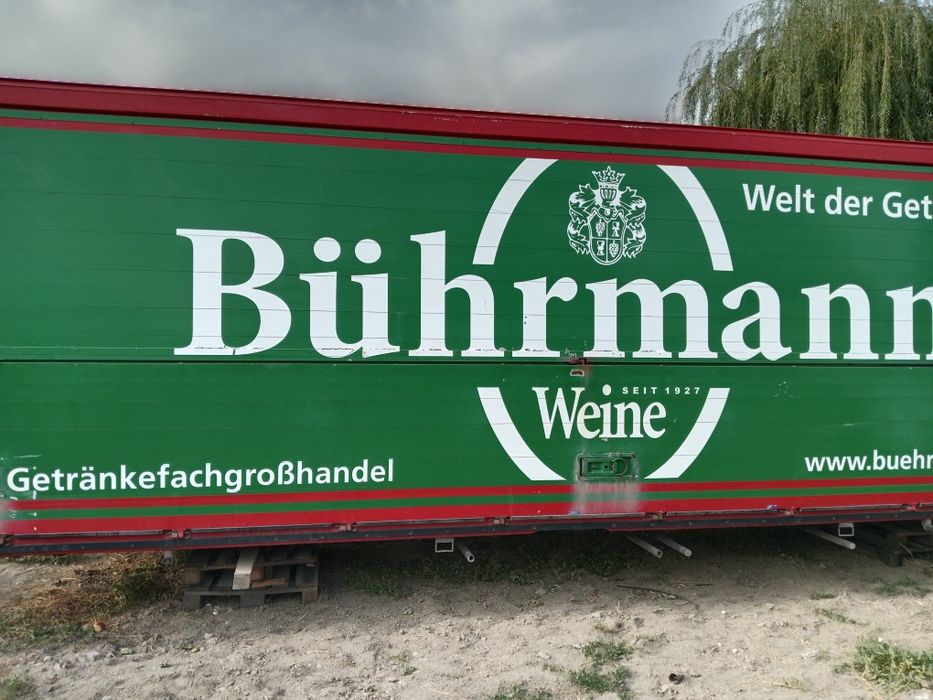 Welt der Get
Bührmann
SEIT 1927
Weine
Getränkefachgroßhandel
www.buehr